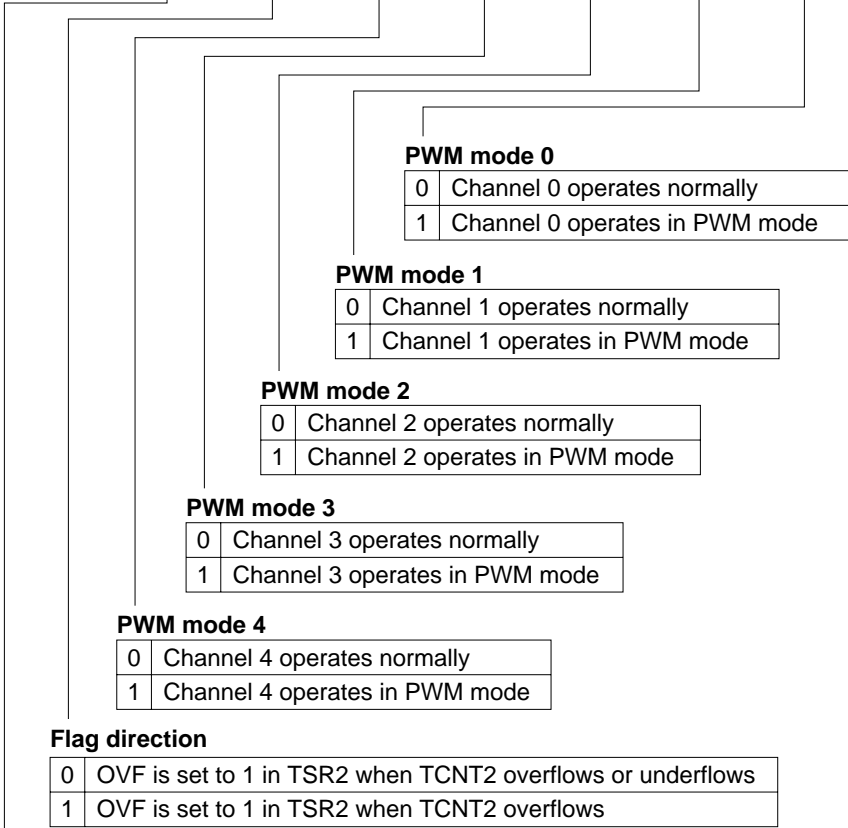 PWM mode 0
0 Channel 0 operates normally
1 Channel 0 operates in PWM mode
PWM mode 1
0 Channel 1 operates normally
1 Channel 1 operates in PWM mode
PWM mode 2
0 Channel 2 operates normally
1 Channel 2 operates in PWM mode
PWM mode 3
0 Channel 3 operates normally
1 Channel 3 operates in PWM mode
PWM mode 4
0 Channel 4 operates normally
1 Channel 4 operates in PWM mode
Flag direction
0 OVF is set to 1 in TSR2 when TCNT2 overflows or underflows
1 OVF is set to 1 in TSR2 when TCNT2 overflows